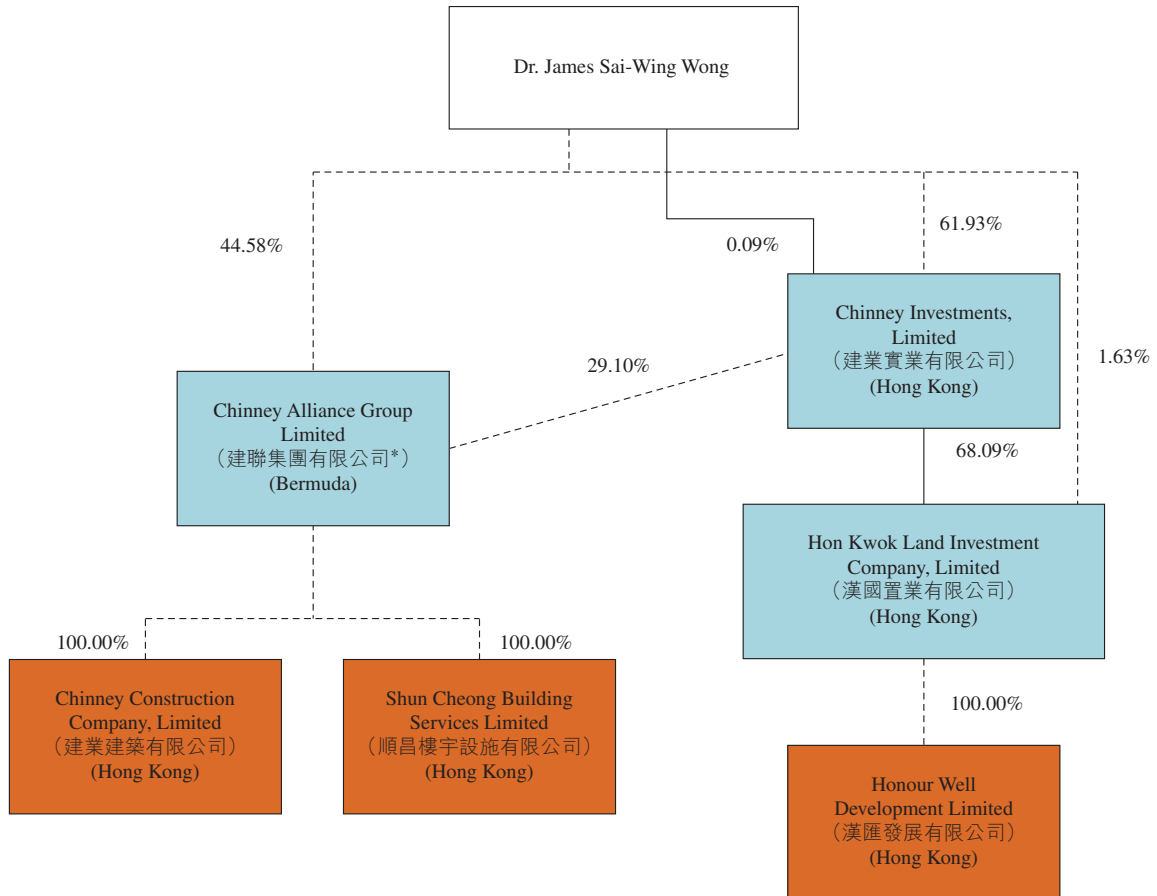 Dr. James Sai-Wing Wong
44.58%
0.09%
61.93%
Chinney Investments,
Limited
（建業實業有限公司）
(Hong Kong)
1.63%
29.10%
Chinney Alliance Group
Limited
（建聯集團有限公司*）
(Bermuda)
68.09%
Hon Kwok Land Investment
Company, Limited
（漢國置業有限公司）
(Hong Kong)
100.00%
100.00%
Chinney Construction
Company, Limited
（建業建築有限公司）
(Hong Kong)
Shun Cheong Building
Services Limited
（順昌樓宇設施有限公司）
(Hong Kong)
100.00%
Honour Well
Development Limited
（漢匯發展有限公司）
(Hong Kong)